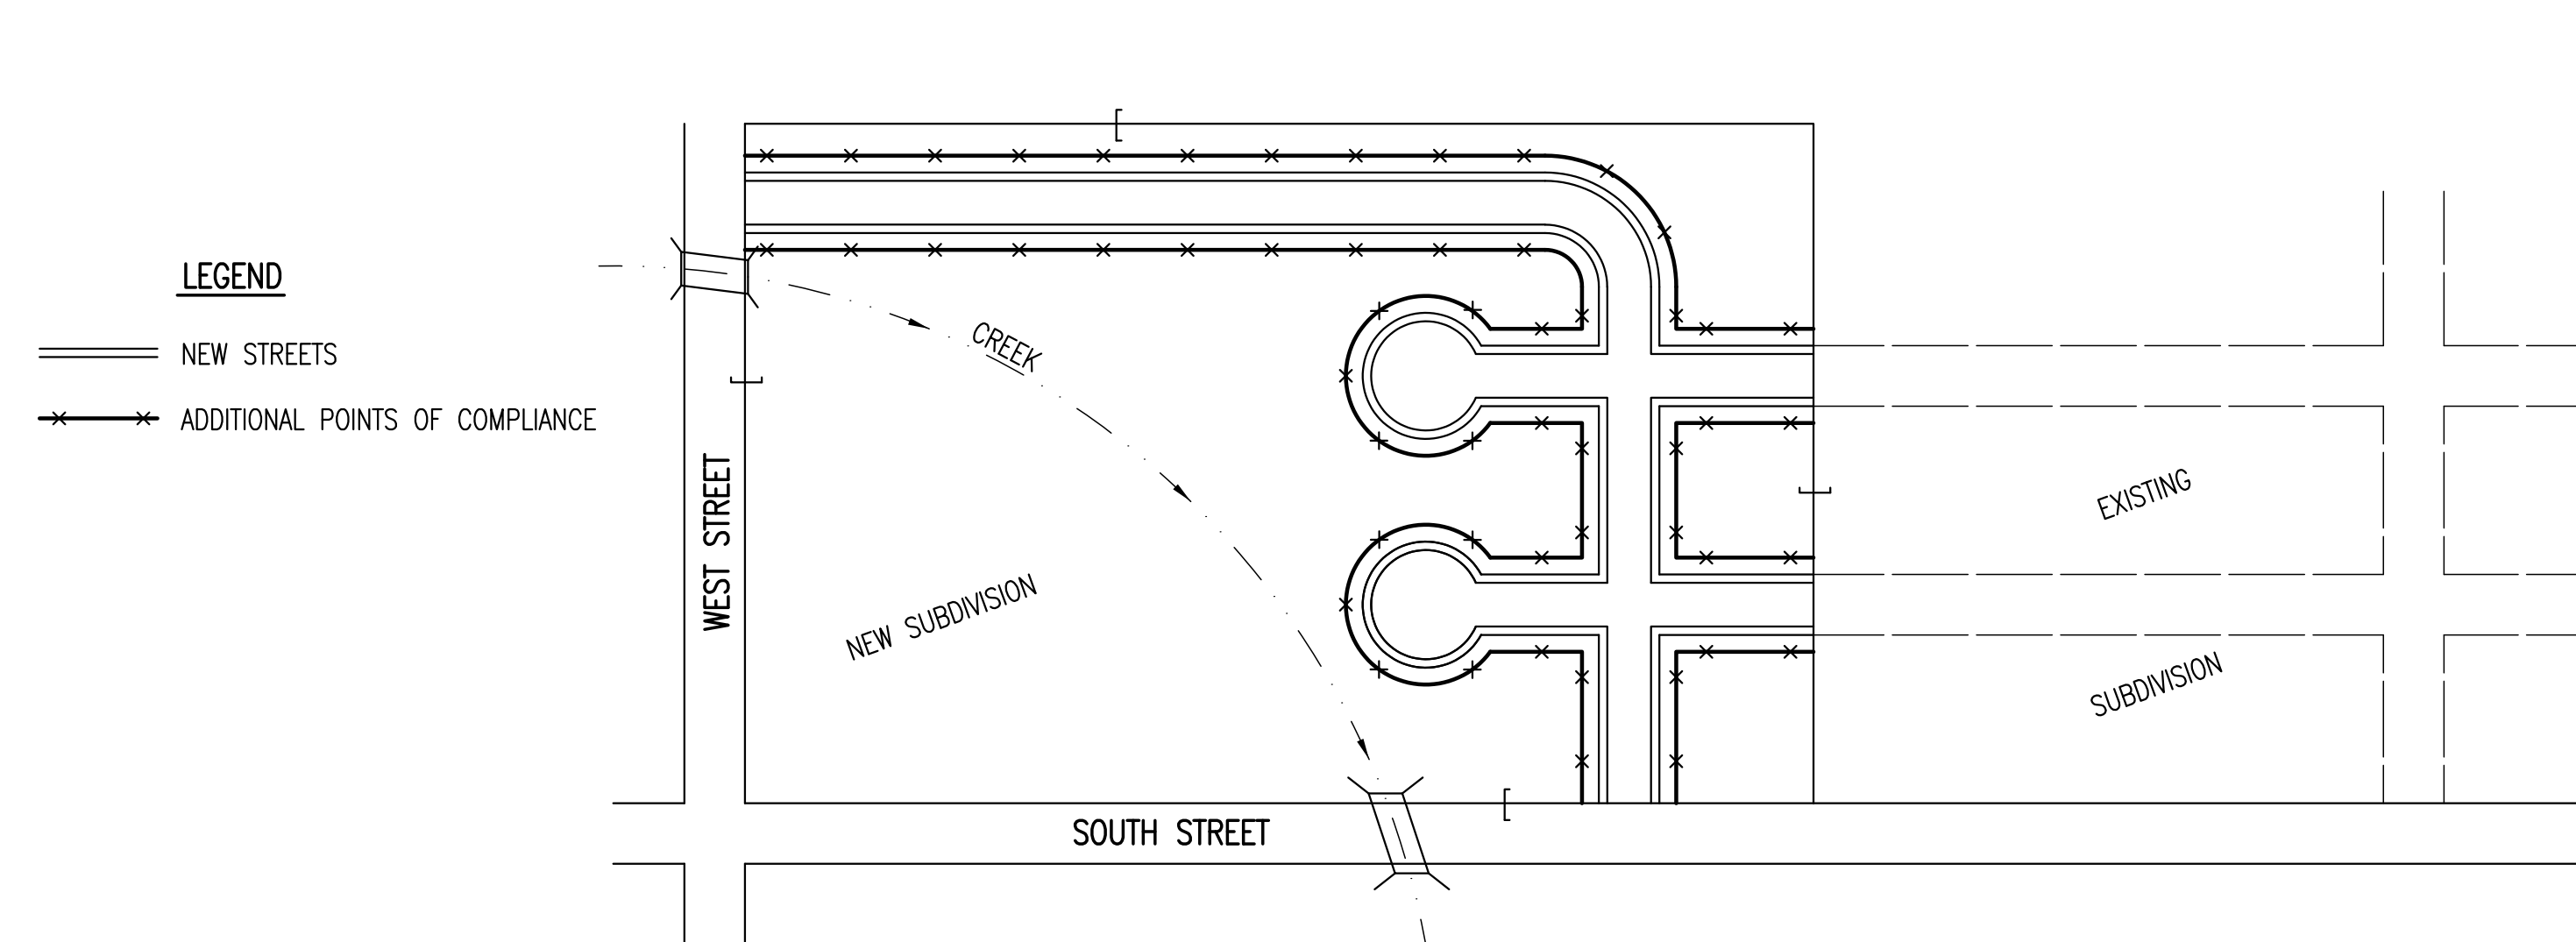 LEGEND
NEW STREETS
ADDITIONAL POINTS OF COMPLIANCE
WEST STREET
CREEK
NEW SUBDIVISION
SOUTH STREET
EXISTING
SUBDIVISION